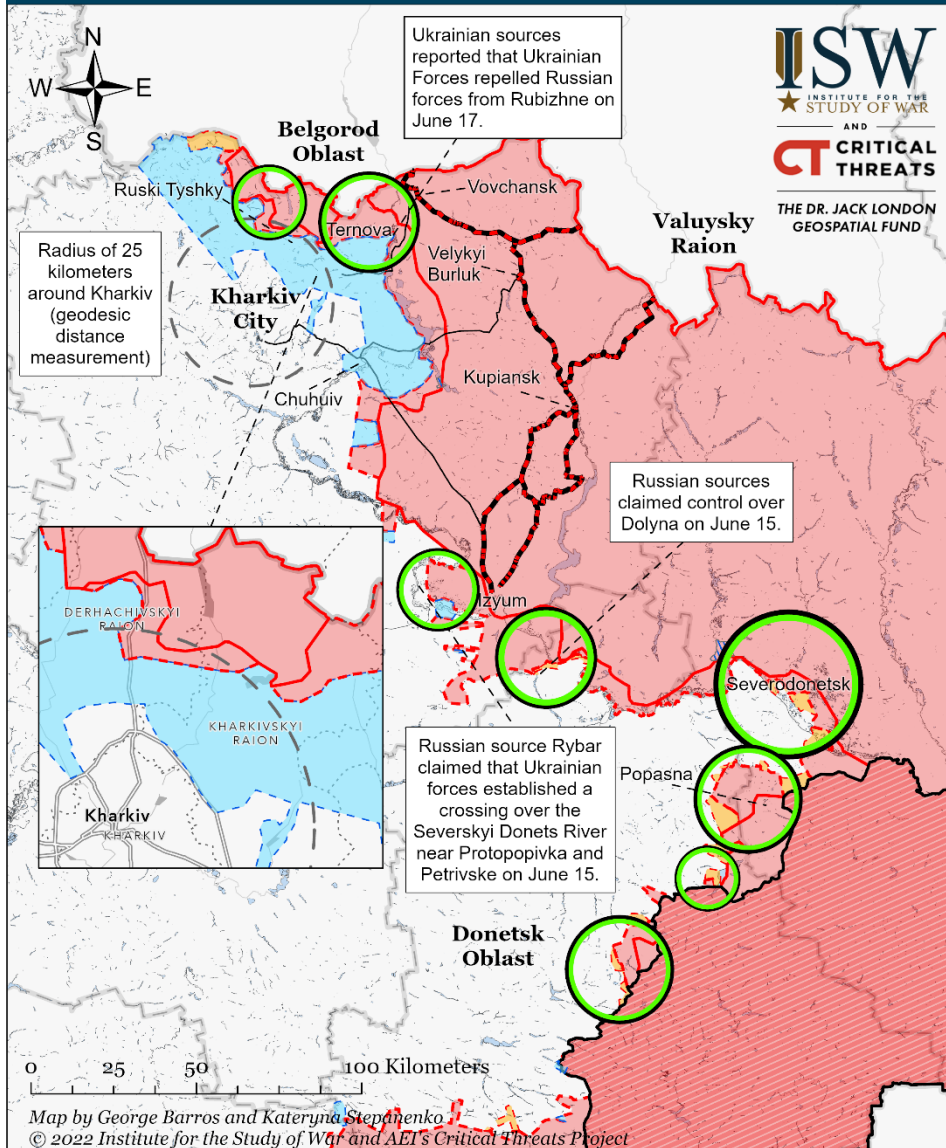 N
W E
S
Ukrainian sources
reported that Ukrainian
Forces repelled Russian
forces from Rubizhne on
June 17.
ISW
INSTITUTE FOR THE
STUDY OF WAR
AND
CT CRITICAL
THREATS
THE DR. JACK LONDON
GEOSPATIAL FUND
Belgorod
Oblast
Ruski Tyshky
Vovchansk
Ternova
Valuysky
Raion
Velykyi
Burluk
Radius of 25
kilometers
around Kharkiv
(geodesic
distance
measurement)
Kharkiv
City
Kupiansk
Chuhuiv
Russian sources
claimed control over
Dolyna on June 15.
DERHACHIVSKYI
RAION
KHARKIVSKYI
RAION
Kharkiv
KHARKIV
Izyum
Severodonetsk
Russian source Rybar
claimed that Ukrainian
forces established a
crossing over the
Severskyi Donets River
near Protopopivka and
Petrivske on June 15.
Popasna
Donetsk
Oblast
0 25 50 100 Kilometers
Map by George Barros and Kateryna Stepanenko
© 2022 Institute for the Study of War and AEI's Critical Threats Project